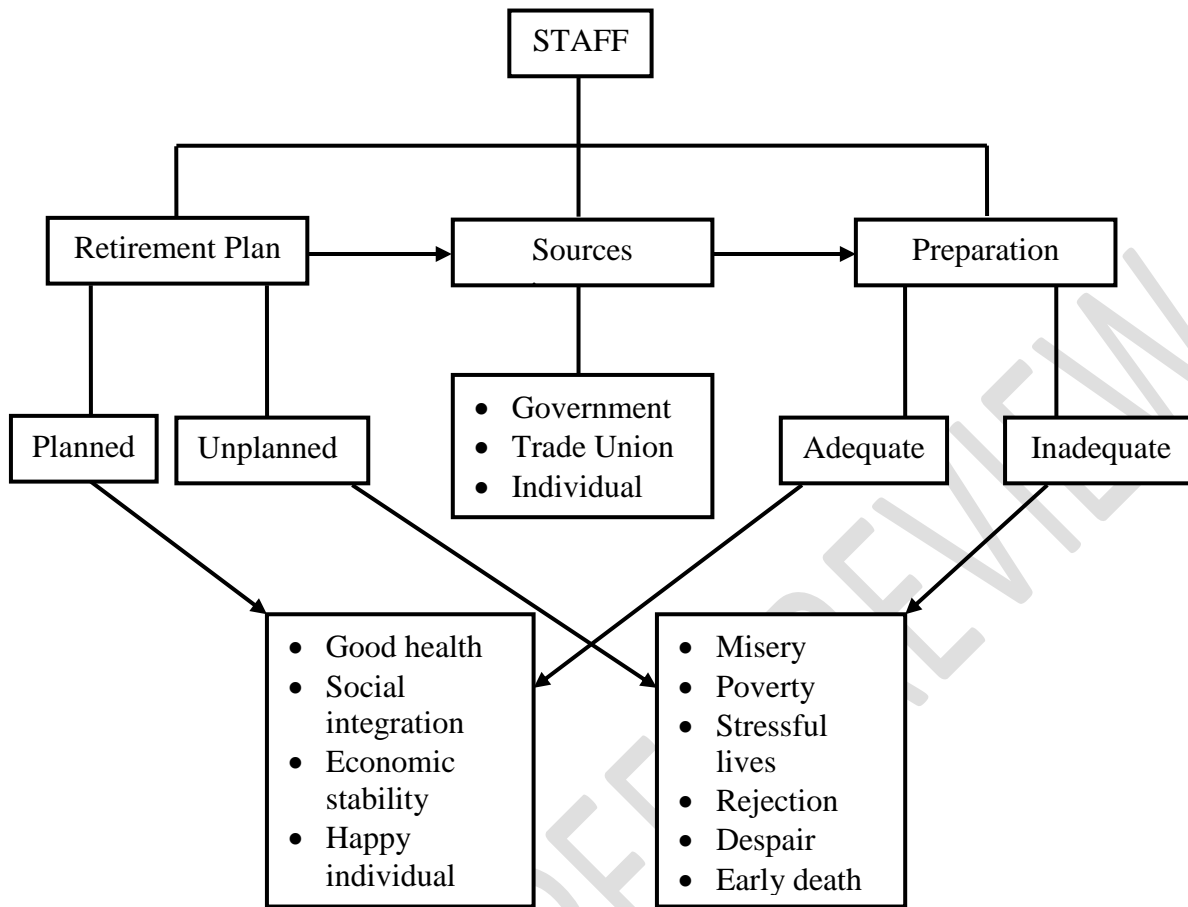 STAFF
Retirement Plan
Sources
Preparation
Planned
Unplanned
• Government
• Trade Union
• Individual
Adequate
Inadequate
• Good health
• Social
integration
• Economic
stability
• Happy
individual
• Misery
• Poverty
• Stressful
lives
• Rejection
• Despair
• Early death
REVIEW